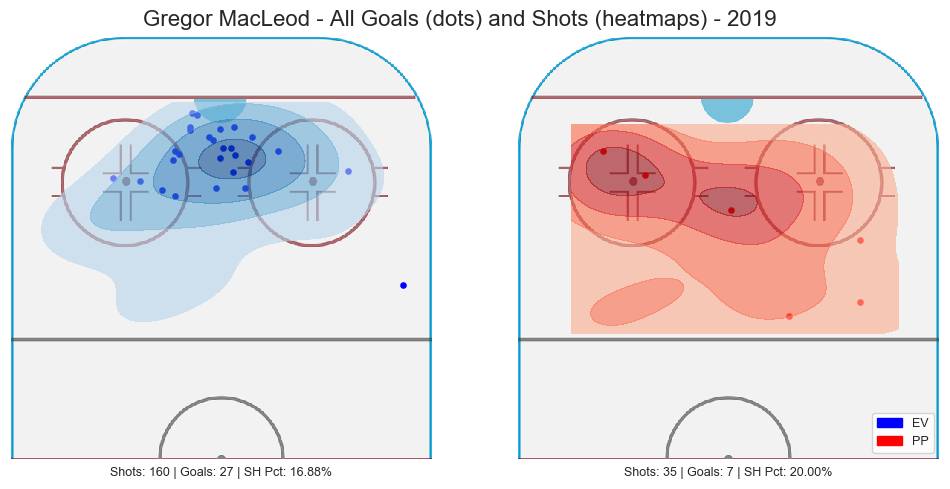 Gregor MacLeod - All Goals (dots) and Shots (heatmaps) - 2019
EV
PP
Shots: 160 | Goals: 27 | SH Pct: 16.88%
Shots: 35 | Goals: 7 | SH Pct: 20.00%